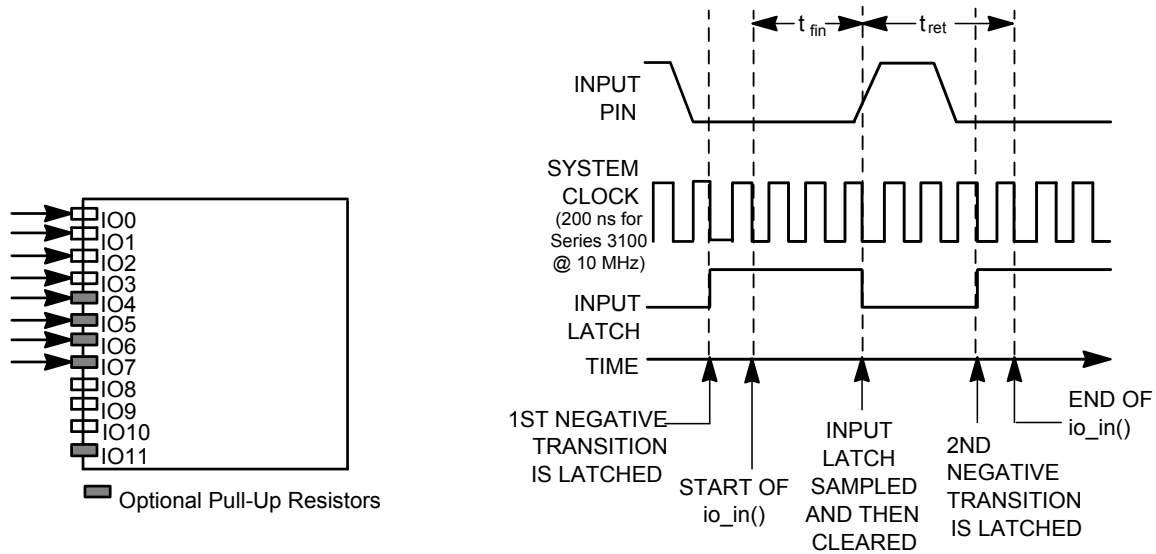 IO0
IO1
IO2
IO3
IO4
IO5
IO6
IO7
IO8
IO9
IO10
IO11
Optional Pull-Up Resistors
t fin
t ret
INPUT
PIN
SYSTEM
CLOCK
(200 ns for
Series 3100
@ 10 MHz)
INPUT
LATCH
TIME
1ST NEGATIVE
TRANSITION
IS LATCHED
START OF
io_in()
INPUT
LATCH
SAMPLED
AND THEN
CLEARED
2ND
NEGATIVE
TRANSITION
IS LATCHED
END OF
io_in()